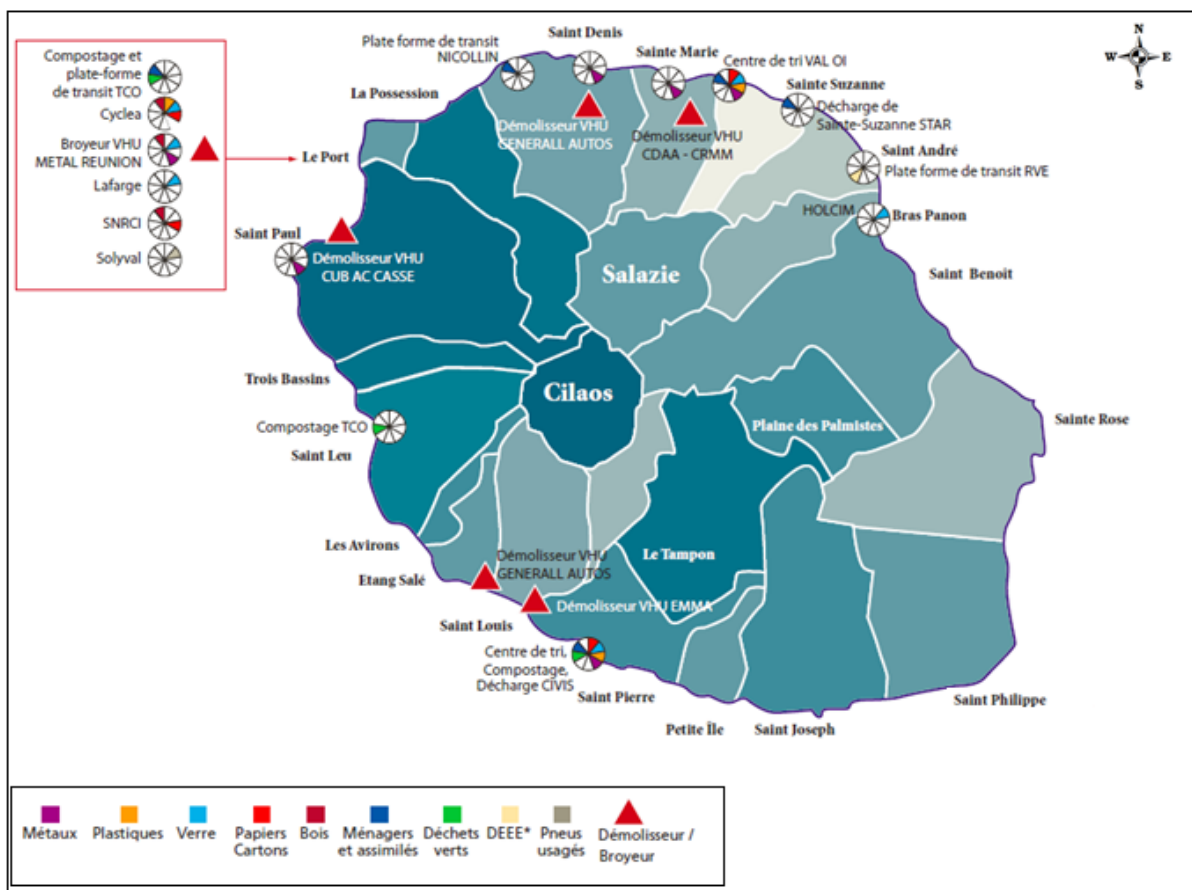 Compostage et
plate-forme
de transit TCO
Cyclea
Broyeur VHU
METAL REUNION
Lafarge
SNRCI
Solyval
Plate forme de transit
NICOLLIN
Saint Denis
Sainte Marie
Centre de tri VAL OI
Sainte Suzanne
Décharge de
Sainte-Suzanne STAR
N
W
E
S
La Possession
Démolisseur VHU
GENERALL AUTOS
Démolisseur VHU
CDAA - CRMM
Saint André
Plate forme de transit RVE
Le Port
HOLCIM
Bras Panon
Saint Paul
Démolisseur VHU
CUB AC CASSE
Salazie
Saint Benoit
Trois Bassins
Cilaos
Plaine des Palmistes
Sainte Rose
Compostage TCO
Saint Leu
Les Avirons
Etang Salé
Démolisseur VHU
GENERALL AUTOS
Le Tampon
Démolisseur VHU EMMA
Saint Louis
Centre de tri,
Compostage,
Décharge CIVIS
Saint Pierre
Petite Île
Saint Joseph
Saint Philippe
Métaux
Plastiques
Verre
Papiers
Cartons
Bois
Ménagers
et assimilés
Déchets
verts
DEEE*
Pneus
usagés
Démolisseur /
Broyeur